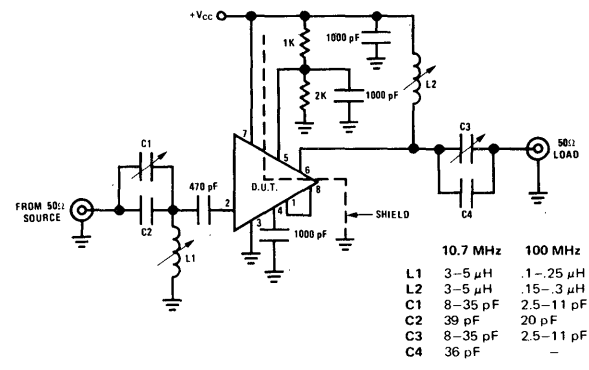 +VCC
1K
1000 pF
2K
1000 pF
L2
7
5
6
C3
50Ω
LOAD
C1
470 pF
D.U.T.
8
C4
FROM 50Ω
SOURCE
C2
2
1
4
3
SHIELD
1000 pF
L1
10.7 MHz 100 MHz
L1 3–5 μH .1–.25 μH
L2 3–5 μH .15–.3 μH
C1 8–35 pF 2.5–11 pF
C2 39 pF 20 pF
C3 8–35 pF 2.5–11 pF
C4 36 pF –